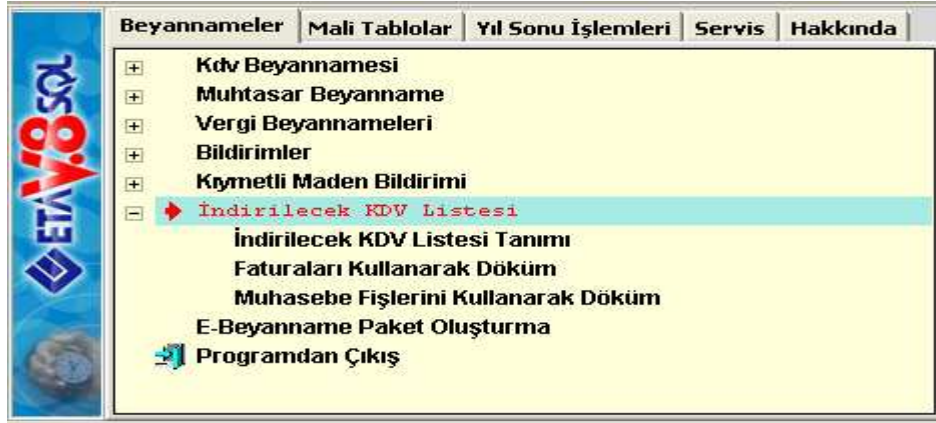 Beyannameler Mali Tablolar Yıl Sonu İşlemleri Servis Hakkında
Kdv Beyannamesi
Muhtasar Beyanname
Vergi Beyannameleri
Bildirimler
Kıymetli Maden Bildirimi
İndirilecek KDV Listesi
İndirilecek KDV Listesi Tanımı
Faturaları Kullanarak Döküm
Muhasebe Fişlerini Kullanarak Döküm
E-Beyanname Paket Oluşturma
Programdan Çıkış
ETA V.8 SQL